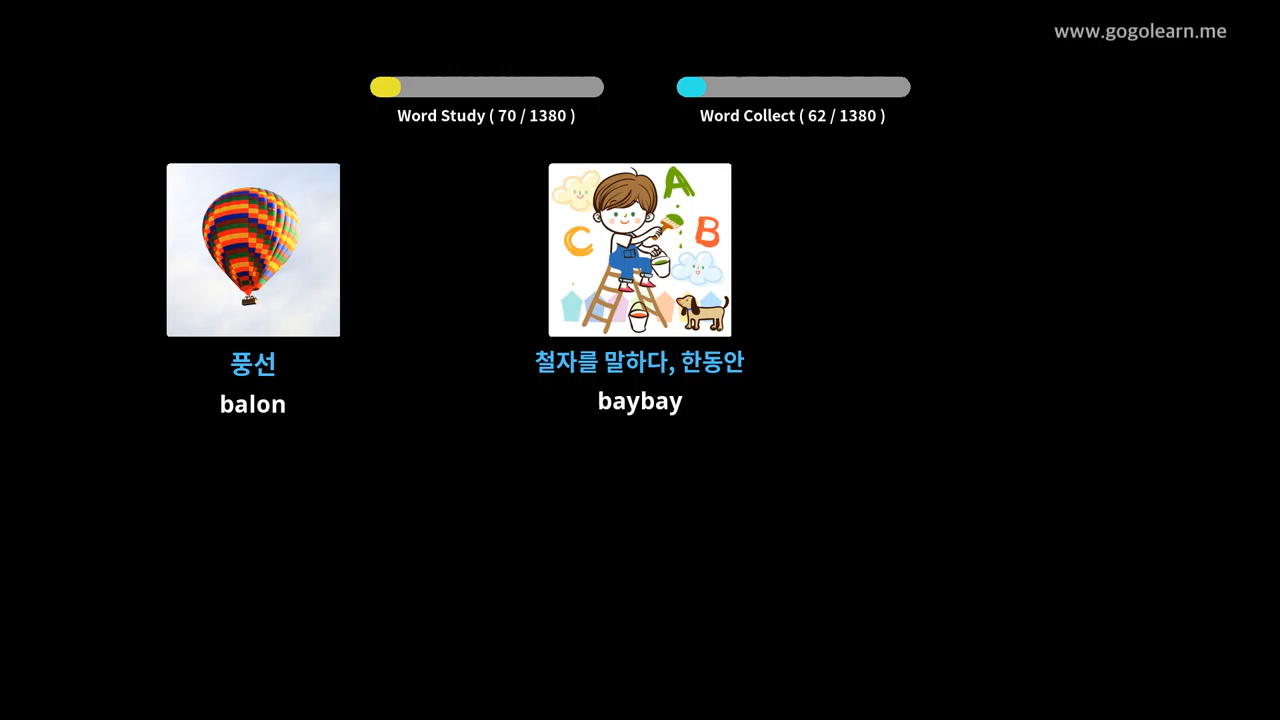 www.gogolearn.me
Word Study ( 70 / 1380 )
Word Collect ( 62 / 1380 )
A
B
C
풍선
balon
철자를 말하다, 한동안
baybay